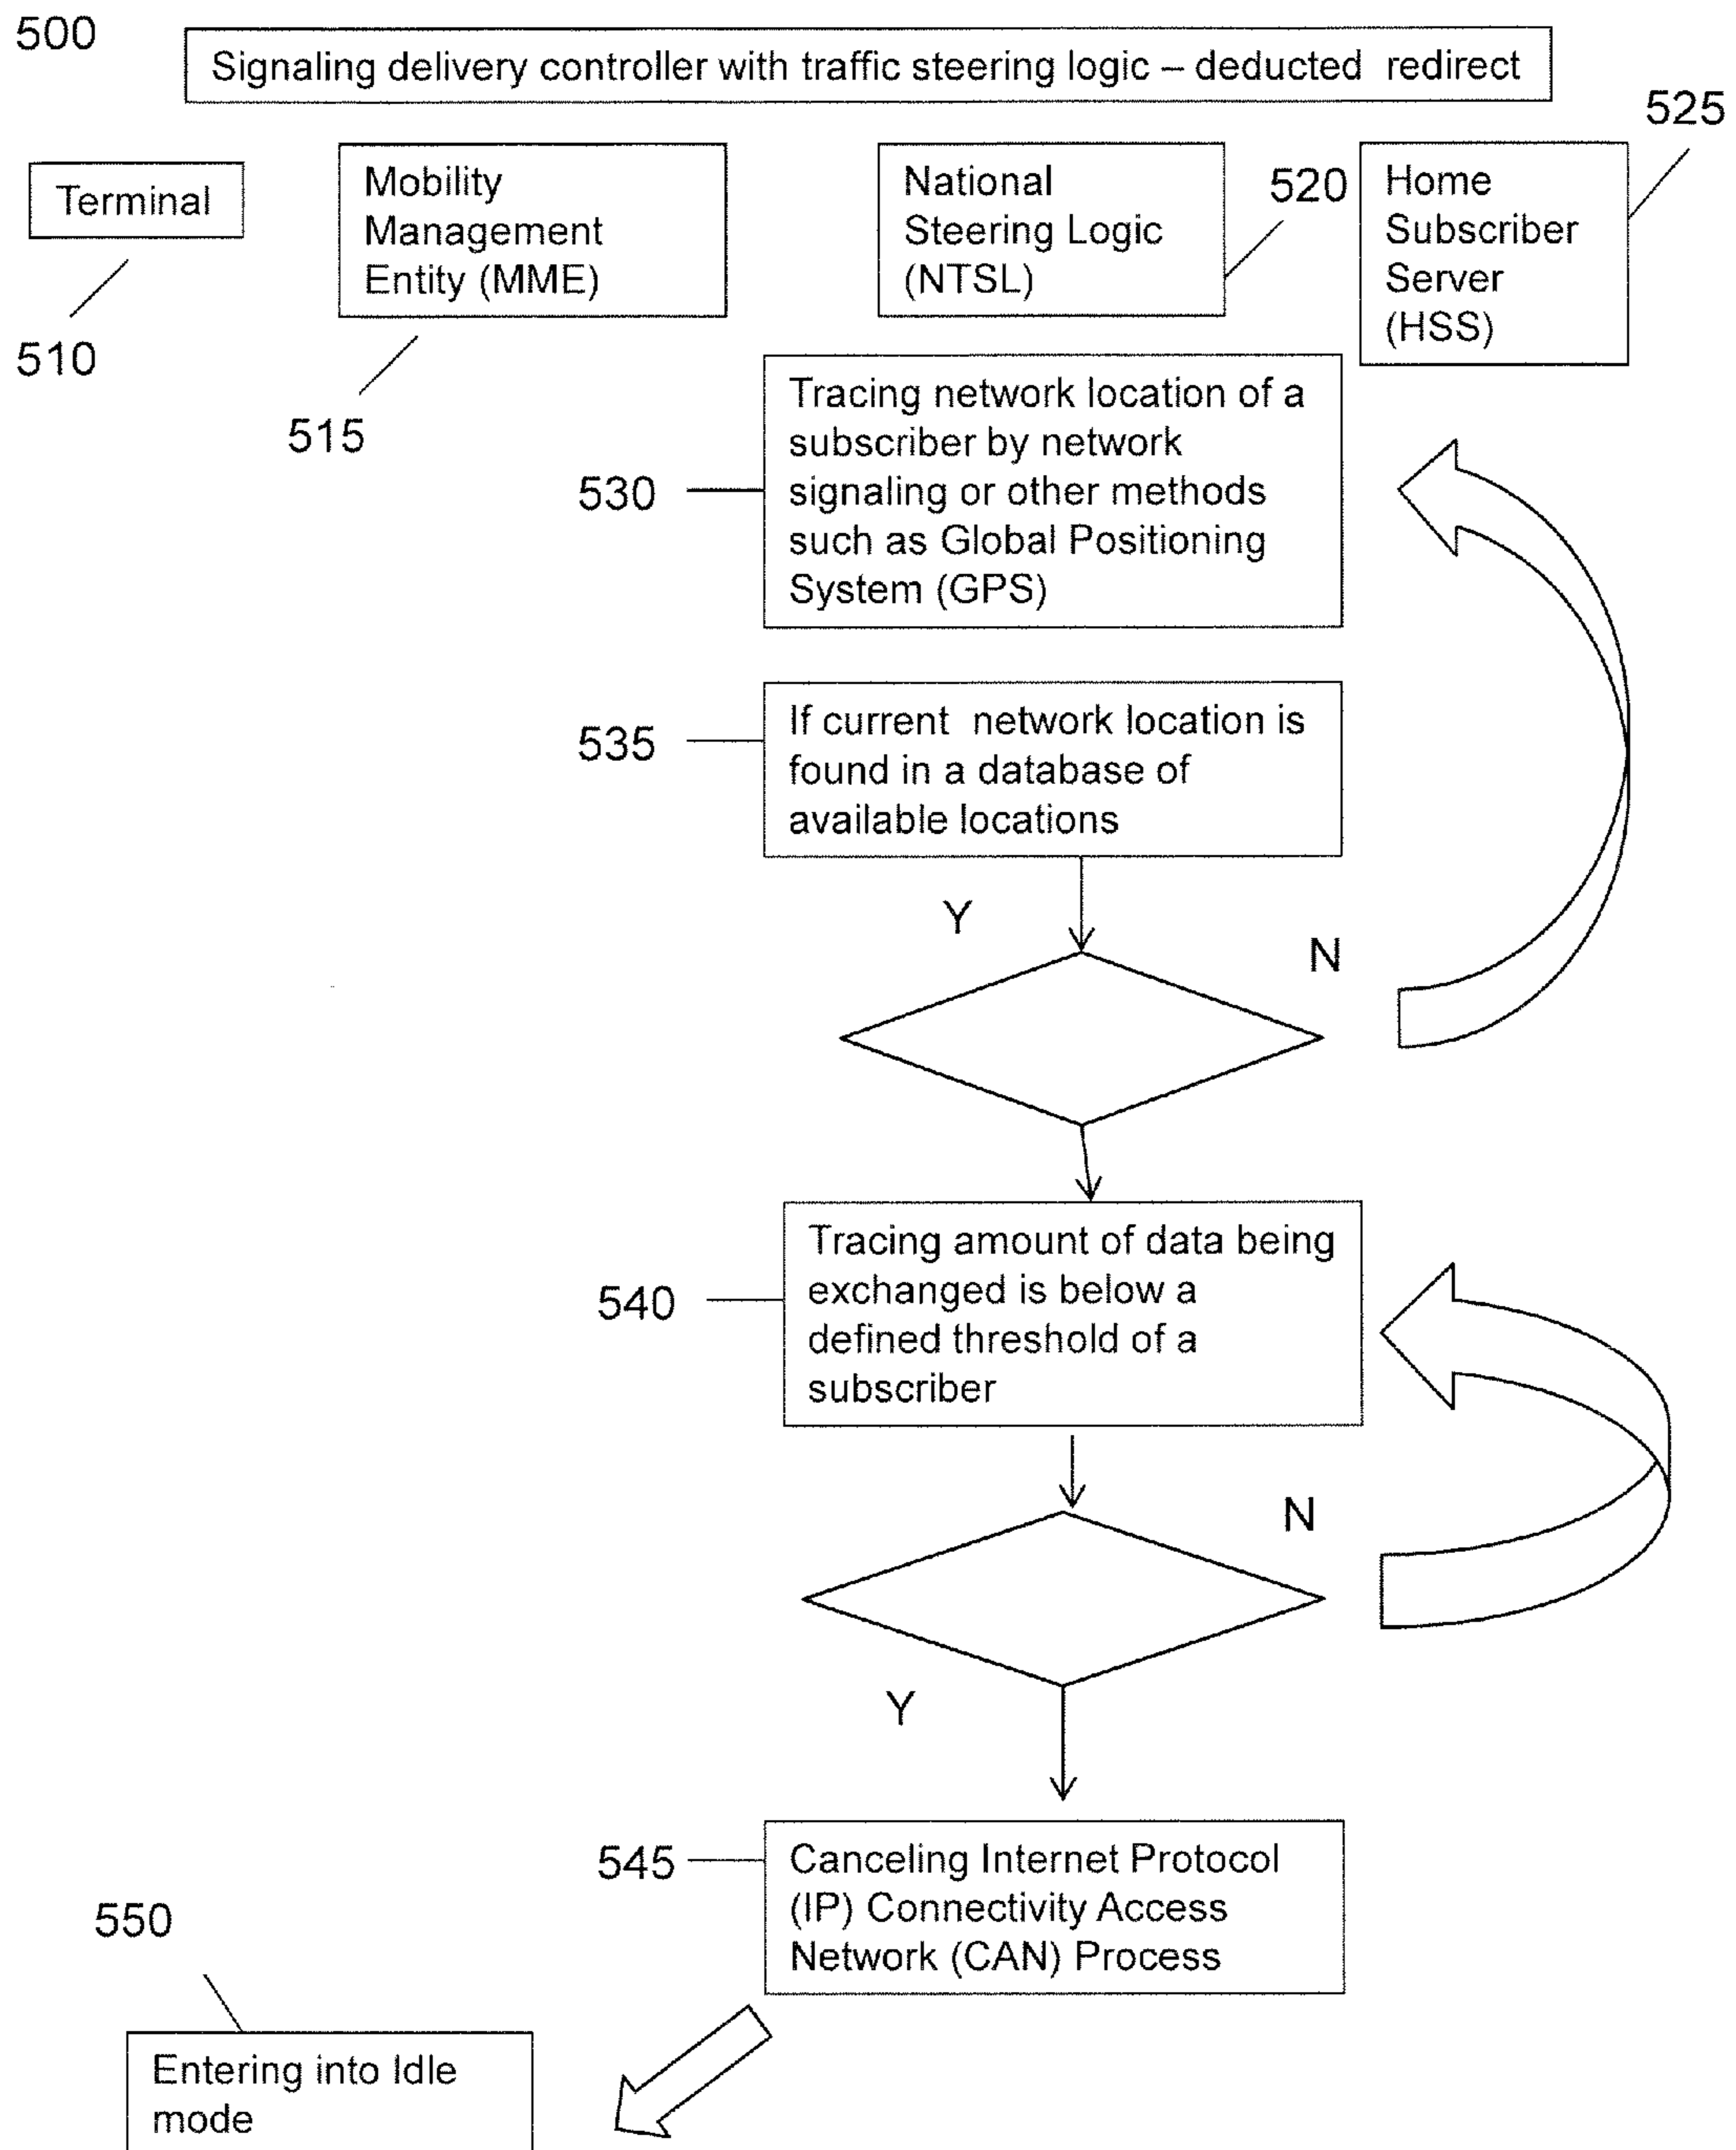 500
Signaling delivery controller with traffic steering logic – deducted redirect
525
Terminal
Mobility
Management
Entity (MME)
National
Steering Logic
(NTSL)
520
Home
Subscriber
Server
(HSS)
510
515
Tracing network location of a
subscriber by network
signaling or other methods
such as Global Positioning
System (GPS)
530
If current network location is
found in a database of
available locations
535
Y
N
Tracing amount of data being
exchanged is below a
defined threshold of a
subscriber
540
N
Y
545
Canceling Internet Protocol
(IP) Connectivity Access
Network (CAN) Process
550
Entering into Idle
mode